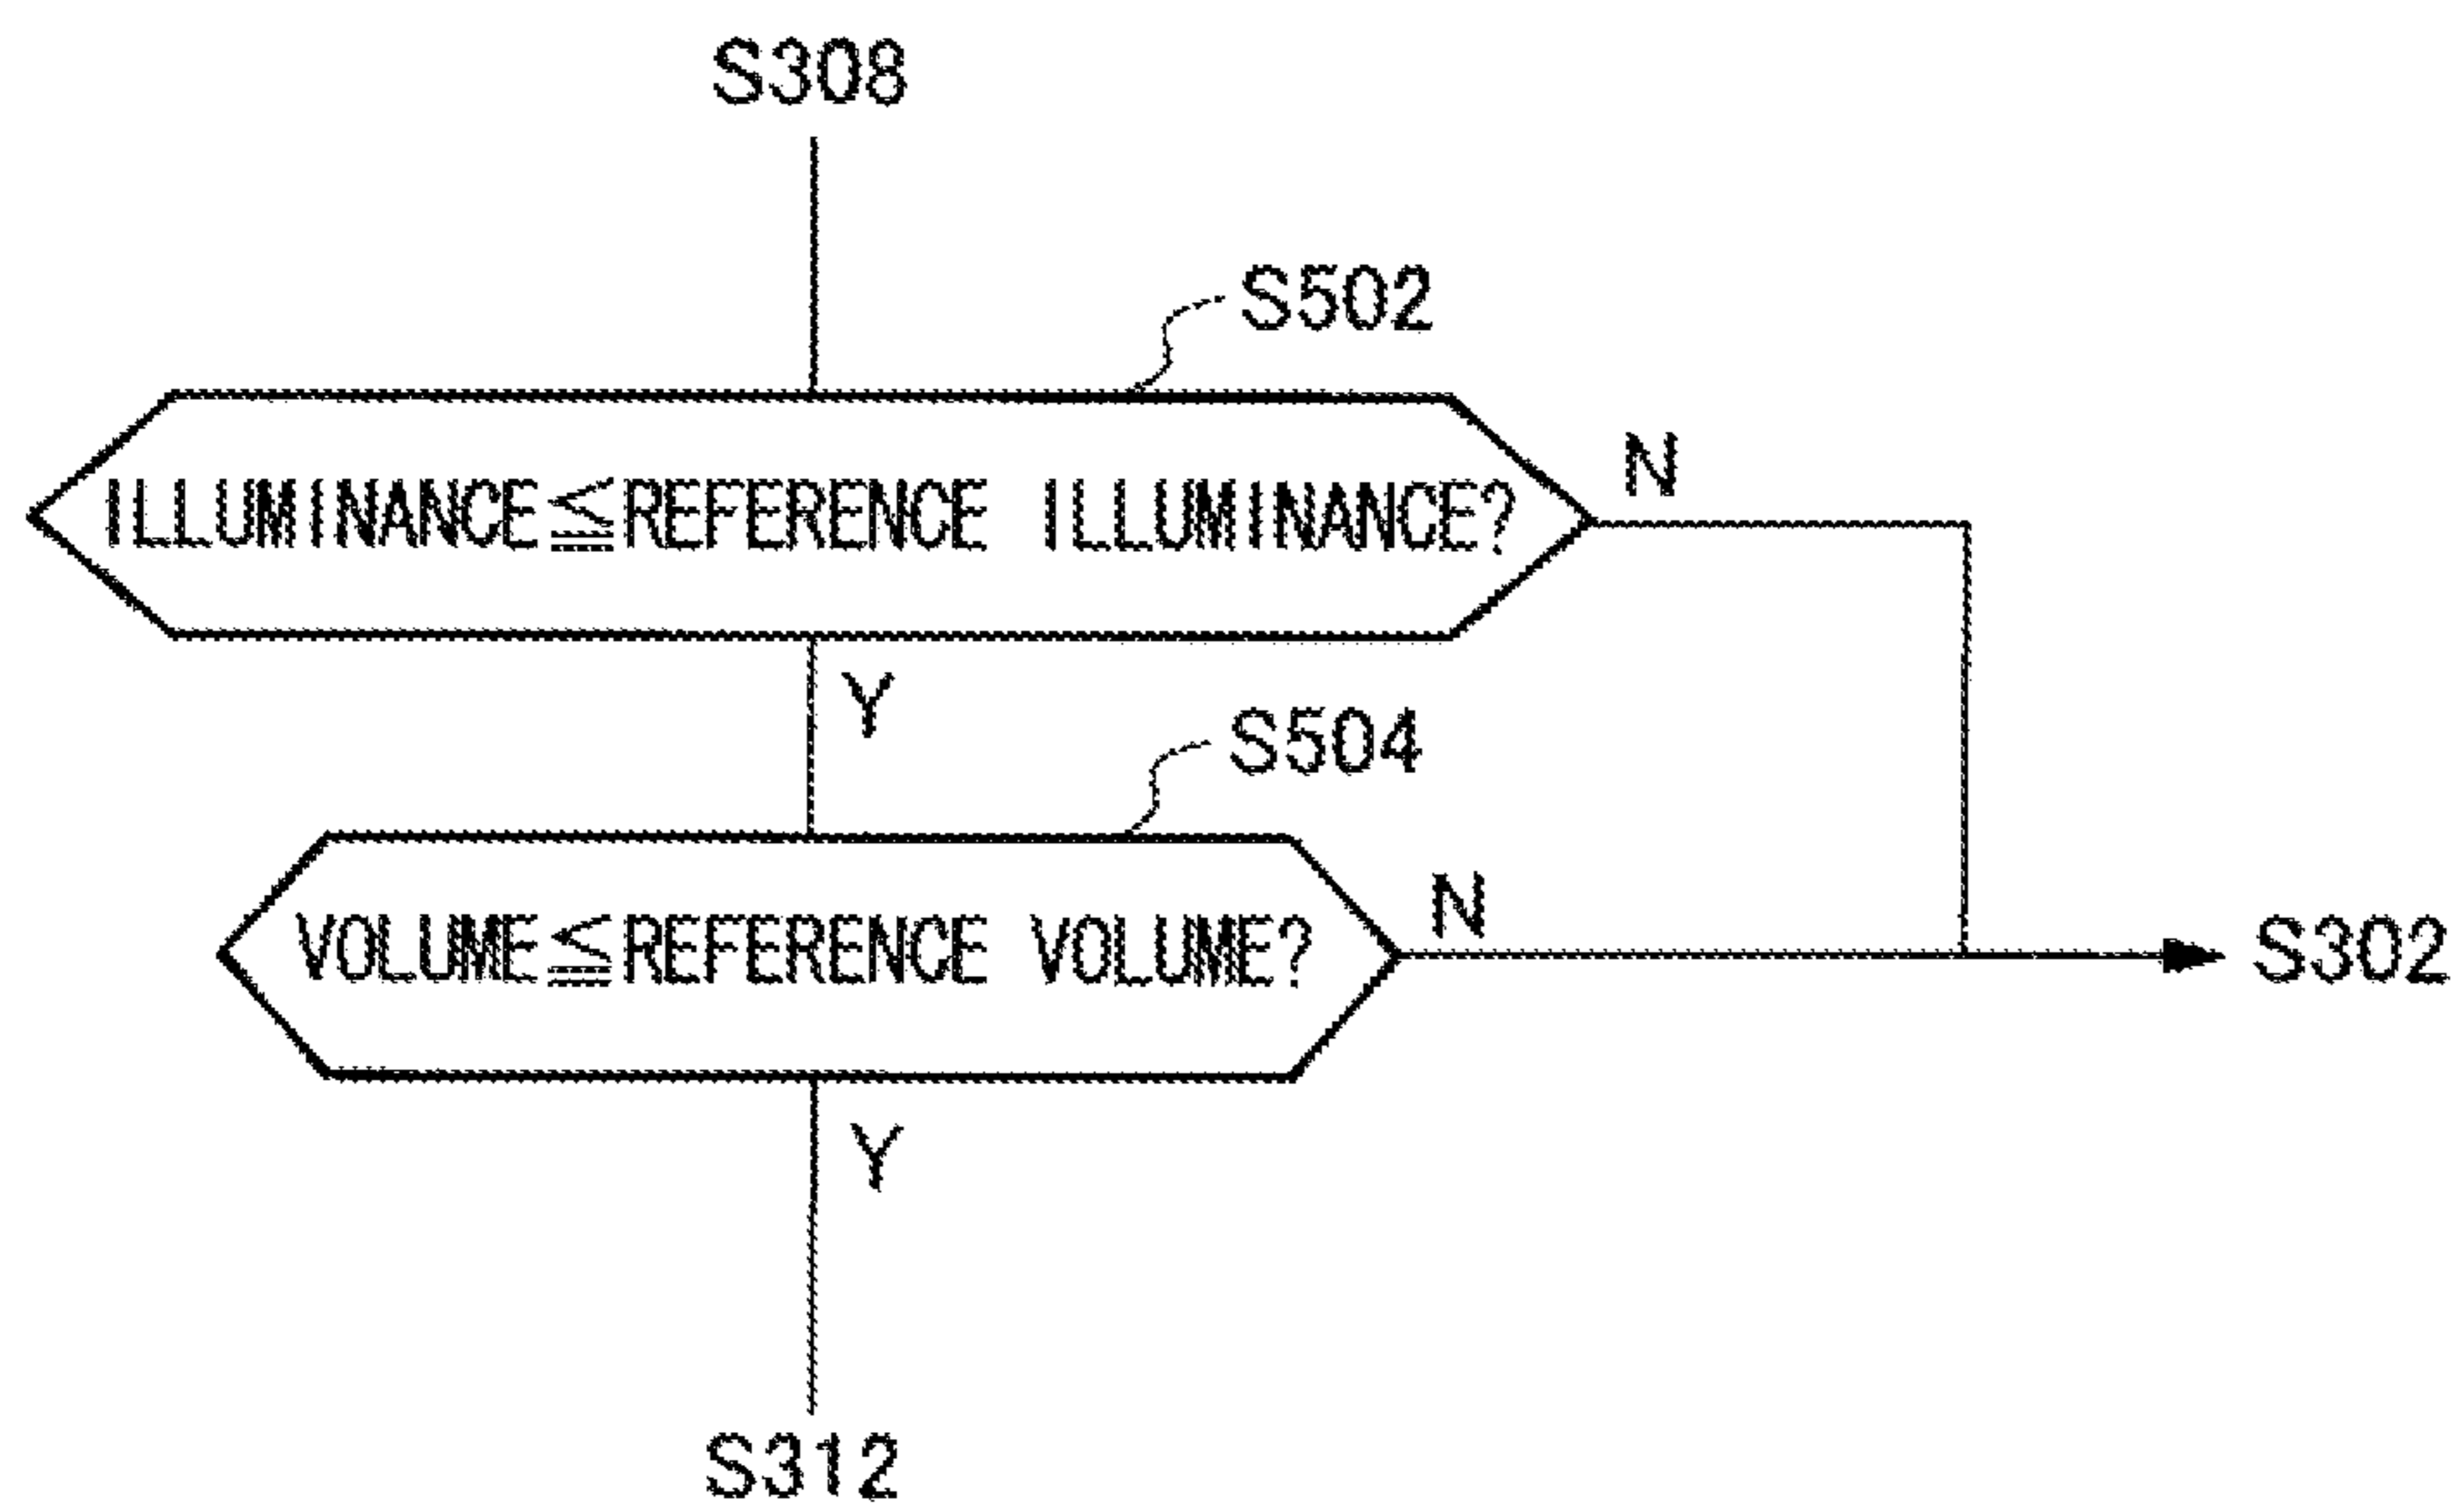 S308
S502
ILLUMINANCE≦REFERENCE ILLUMINANCE?
N
Y
S504
VOLUME≦REFERENCE VOLUME?
N
S302
Y
S312